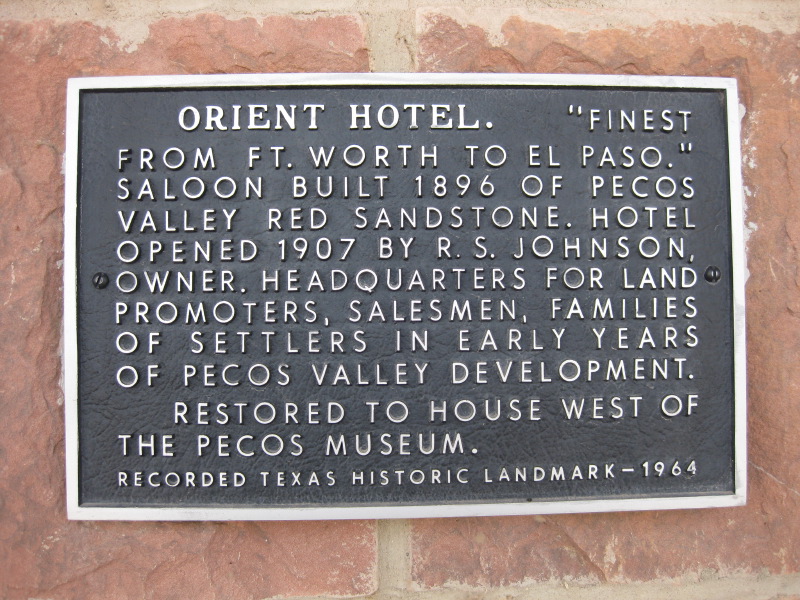 ORIENT HOTEL. "FINEST
FROM FT. WORTH TO EL PASO."
SALOON BUILT 1896 OF PECOS
VALLEY RED SANDSTONE. HOTEL
OPENED 1907 BY R. S. JOHNSON,
OWNER. HEADQUARTERS FOR LAND
PROMOTERS, SALESMEN, FAMILIES
OF SETTLERS IN EARLY YEARS
OF PECOS VALLEY DEVELOPMENT.
RESTORED TO HOUSE WEST OF
THE PECOS MUSEUM.
RECORDED TEXAS HISTORIC LANDMARK–1964